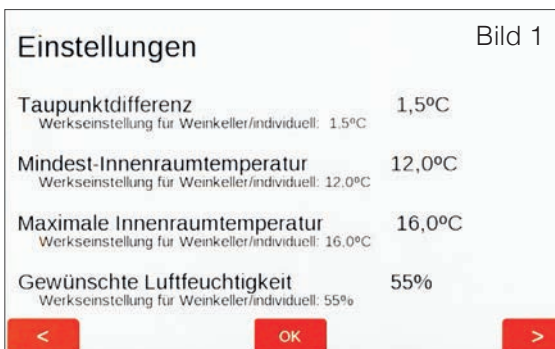 Bild 1
Einstellungen
Taupunktdifferenz 1,5ºC
Werkseinstellung für Weinkeller/individuell: 1.5ºC
Mindest-Innenraumtemperatur 12,0ºC
Werkseinstellung für Weinkeller/individuell: 12.0ºC
Maximale Innenraumtemperatur 16,0ºC
Werkseinstellung für Weinkeller/individuell: 16.0ºC
Gewünschte Luftfeuchtigkeit 55%
Werkseinstellung für Weinkeller/individuell: 55%
< OK >